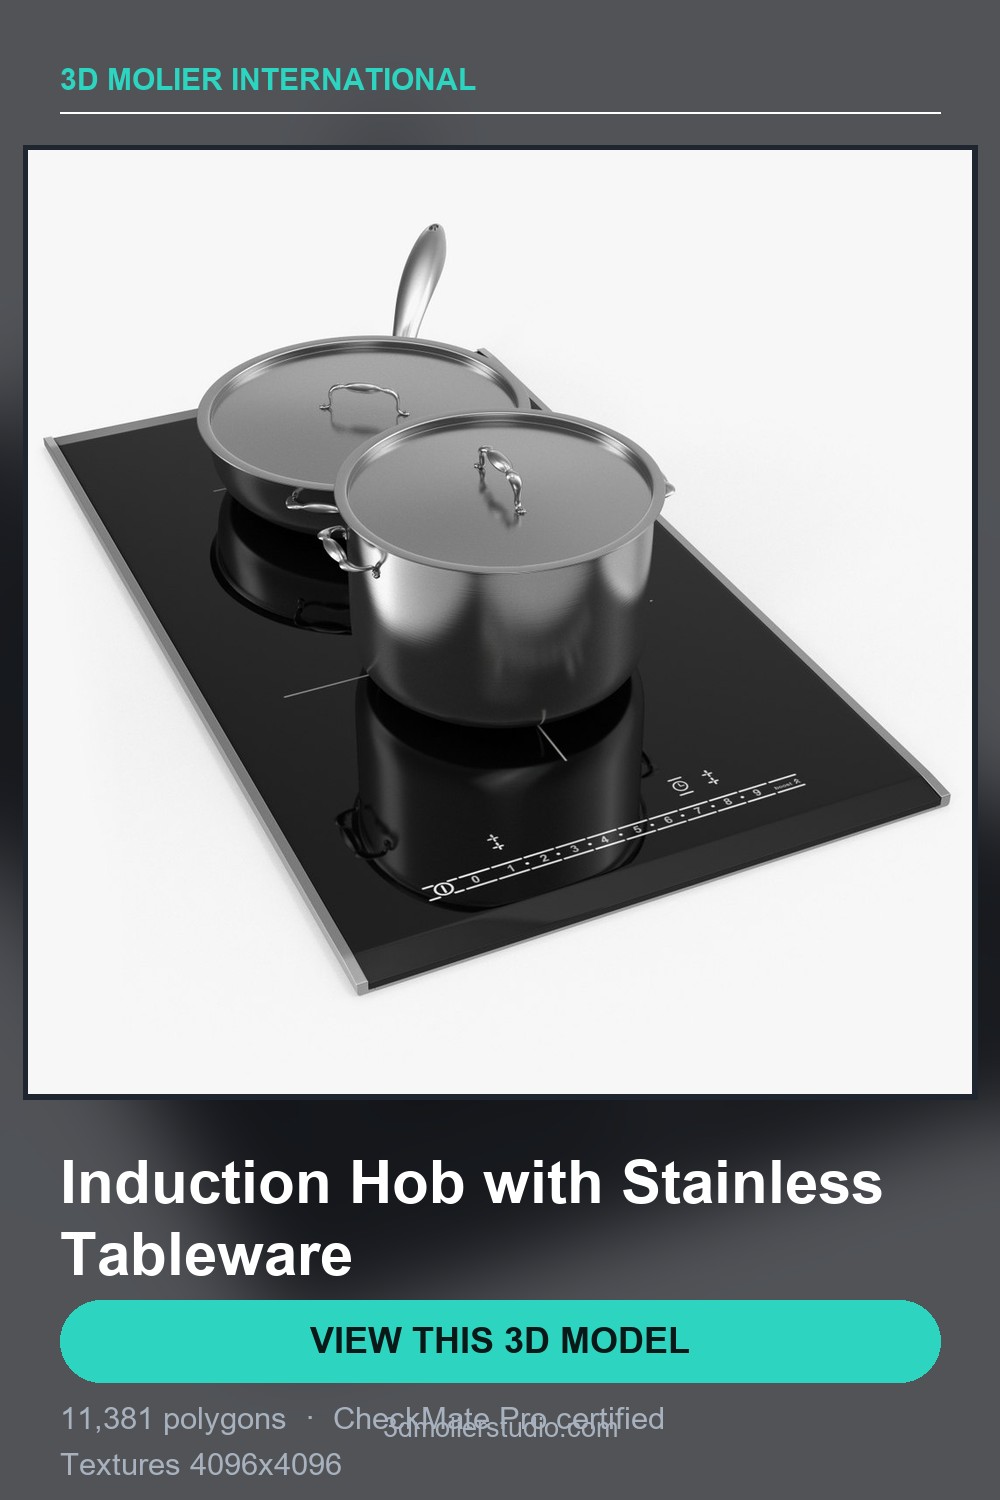 3D MOLIER INTERNATIONAL
0 1 • 2 • 3 • 4 • 5 • 6 • 7 • 8 • 9 boost
Induction Hob with Stainless
Tableware
VIEW THIS 3D MODEL
11,381 polygons · CheckMate Pro certified
3dmolierstudio.com
Textures 4096x4096